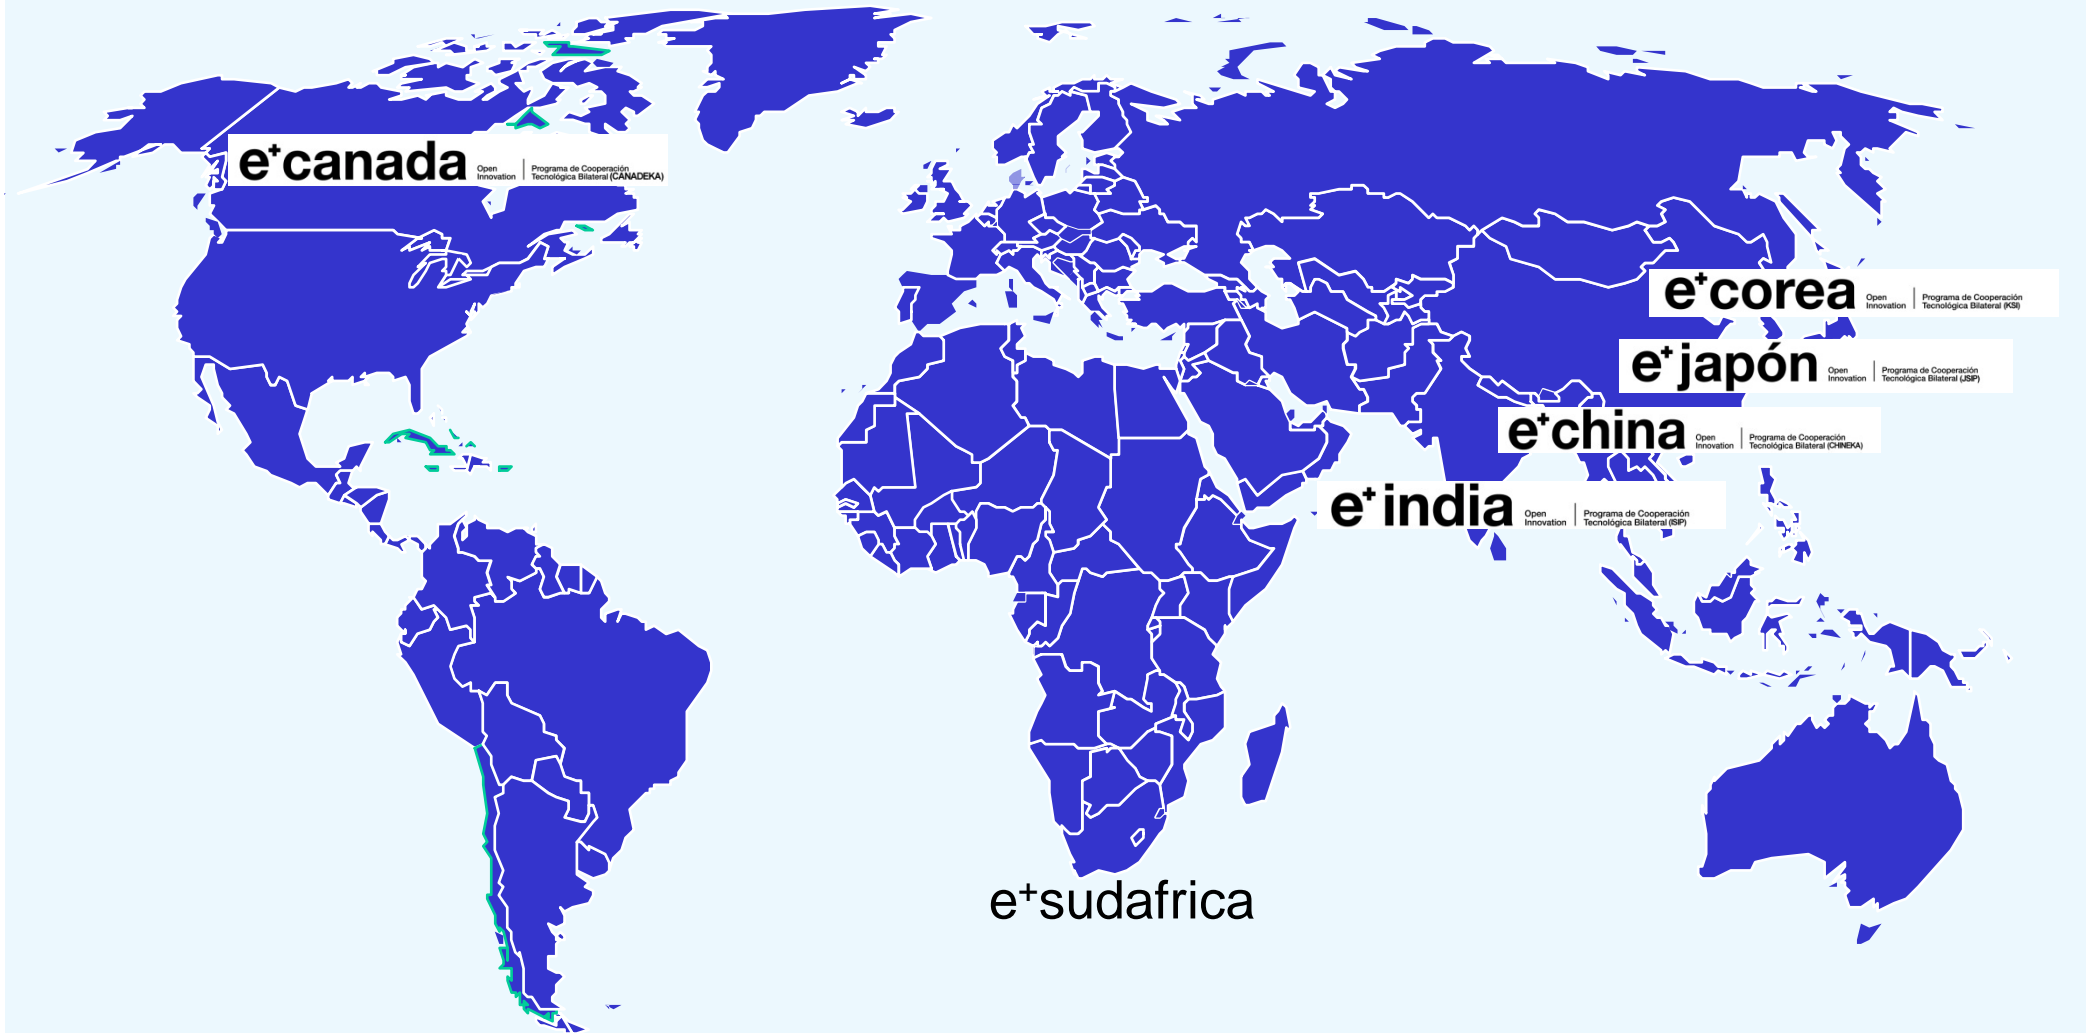 e+canada
Open
Innovation
Programa de Cooperación
Tecnológica Bilateral (CANADEKA)
e+corea
Open
Innovation
Programa de Cooperación
Tecnológica Bilateral (KSI)
e+japón
Open
Innovation
Programa de Cooperación
Tecnológica Bilateral (JSIP)
e+china
Open
Innovation
Programa de Cooperación
Tecnológica Bilateral (CHINEKA)
e+india
Open
Innovation
Programa de Cooperación
Tecnológica Bilateral (ISIP)
e+sudafrica